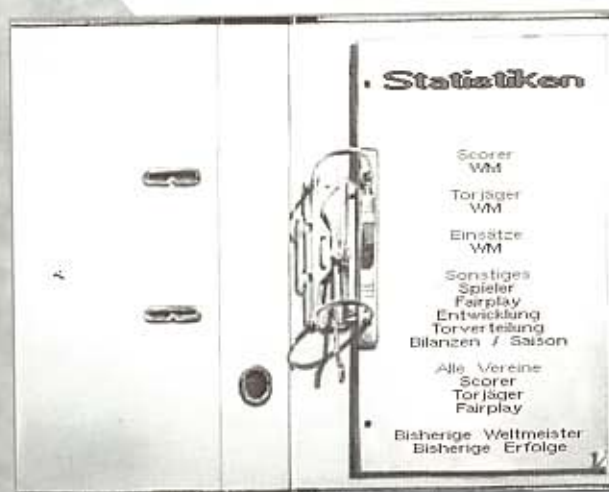 Statistiken
Scorer
WM
Torjäger
WM
Einsätze
WM
Sonstiges
Spieler
Fairplay
Entwicklung
Torverteilung
Bilanzen / Saison
Alle Vereine
Scorer
Torjäger
Fairplay
Bisherige Weltmeister
Bisherige Erfolge